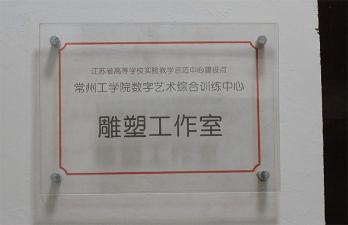 江苏省高等学校实验教学示范中心建设点
常州工学院数字艺术综合训练中心
雕塑工作室